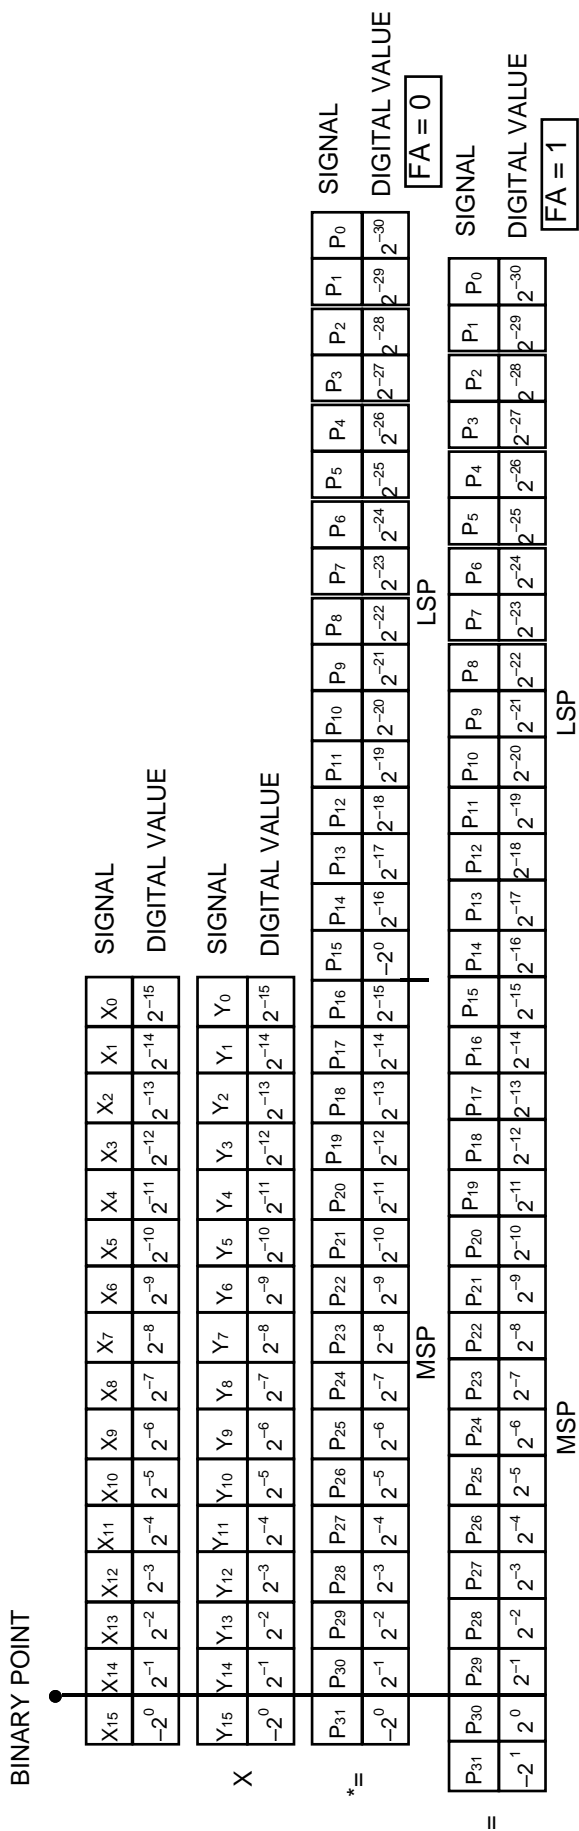 BINARY POINT
X15 X14 X13 X12 X11 X10 X9 X8 X7 X6 X5 X4 X3 X2 X1 X0 SIGNAL
–2^0 2^–1 2^–2 2^–3 2^–4 2^–5 2^–6 2^–7 2^–8 2^–9 2^–10 2^–11 2^–12 2^–13 2^–14 2^–15 DIGITAL VALUE
X
Y15 Y14 Y13 Y12 Y11 Y10 Y9 Y8 Y7 Y6 Y5 Y4 Y3 Y2 Y1 Y0 SIGNAL
–2^0 2^–1 2^–2 2^–3 2^–4 2^–5 2^–6 2^–7 2^–8 2^–9 2^–10 2^–11 2^–12 2^–13 2^–14 2^–15 DIGITAL VALUE
*=
P31 P30 P29 P28 P27 P26 P25 P24 P23 P22 P21 P20 P19 P18 P17 P16 P15 P14 P13 P12 P11 P10 P9 P8 P7 P6 P5 P4 P3 P2 P1 P0 SIGNAL
–2^0 2^–1 2^–2 2^–3 2^–4 2^–5 2^–6 2^–7 2^–8 2^–9 2^–10 2^–11 2^–12 2^–13 2^–14 2^–15 –2^0 2^–16 2^–17 2^–18 2^–19 2^–20 2^–21 2^–22 2^–23 2^–24 2^–25 2^–26 2^–27 2^–28 2^–29 2^–30 DIGITAL VALUE
MSP LSP FA = 0
=
P31 P30 P29 P28 P27 P26 P25 P24 P23 P22 P21 P20 P19 P18 P17 P16 P15 P14 P13 P12 P11 P10 P9 P8 P7 P6 P5 P4 P3 P2 P1 P0 SIGNAL
–2^1 2^0 2^–1 2^–2 2^–3 2^–4 2^–5 2^–6 2^–7 2^–8 2^–9 2^–10 2^–11 2^–12 2^–13 2^–14 2^–15 2^–16 2^–17 2^–18 2^–19 2^–20 2^–21 2^–22 2^–23 2^–24 2^–25 2^–26 2^–27 2^–28 2^–29 2^–30 DIGITAL VALUE
MSP LSP FA = 1